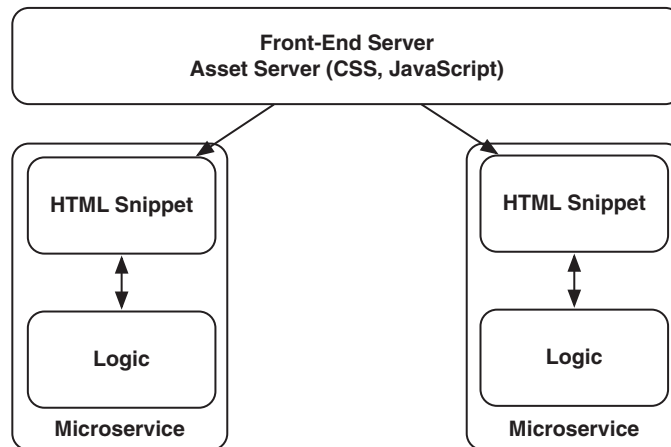 Front-End Server
Asset Server (CSS, JavaScript)
HTML Snippet
Logic
Microservice
HTML Snippet
Logic
Microservice